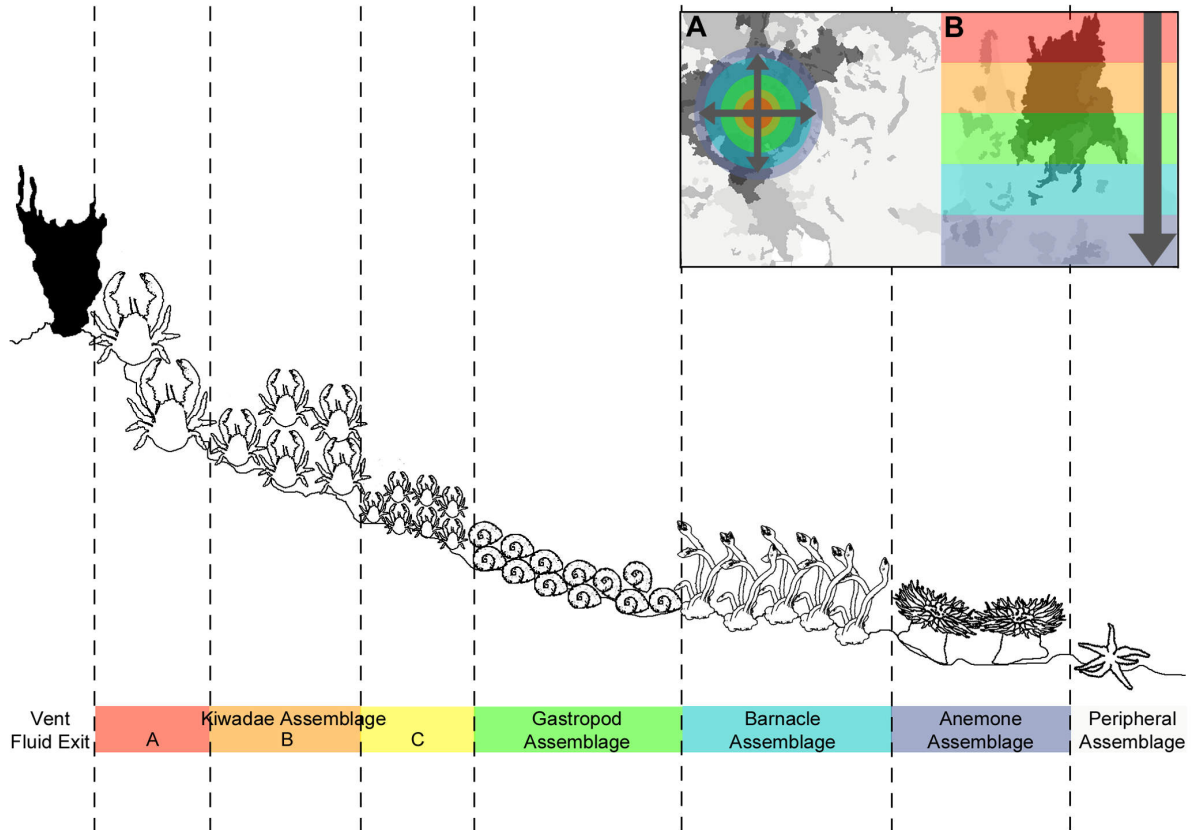 A
B
Vent
Fluid Exit
Kiwadae Assemblage
A
B
C
Gastropod
Assemblage
Barnacle
Assemblage
Anemone
Assemblage
Peripheral
Assemblage